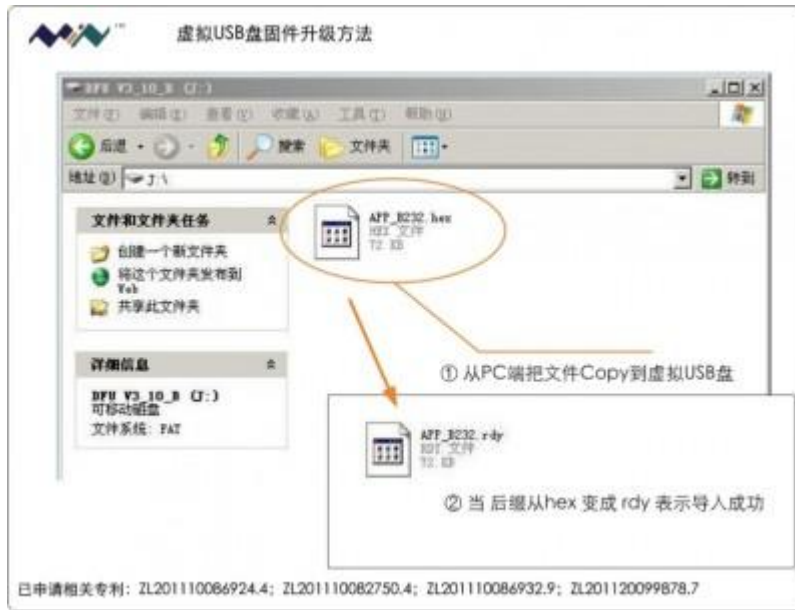 虚拟USB盘固件升级方法
DFU V3_10_B (J:)
文件(F) 编辑(E) 查看(V) 收藏(A) 工具(T) 帮助(H)
后退 搜索 文件夹
地址(D) J:\ 转到
文件和文件夹任务
创建一个新文件夹
将这个文件夹发布到
Web
共享此文件夹
APP_B232.hex
HEX 文件
72 KB
① 从PC端把文件Copy到虚拟USB盘
详细信息
DFU V3_10_B (J:)
可移动磁盘
文件系统: FAT
APP_B232.rdy
RDY 文件
72 KB
② 当 后缀从hex 变成 rdy 表示导入成功
已申请相关专利: ZL201110086924.4; ZL201110082750.4; ZL201110086932.9; ZL201120099878.7